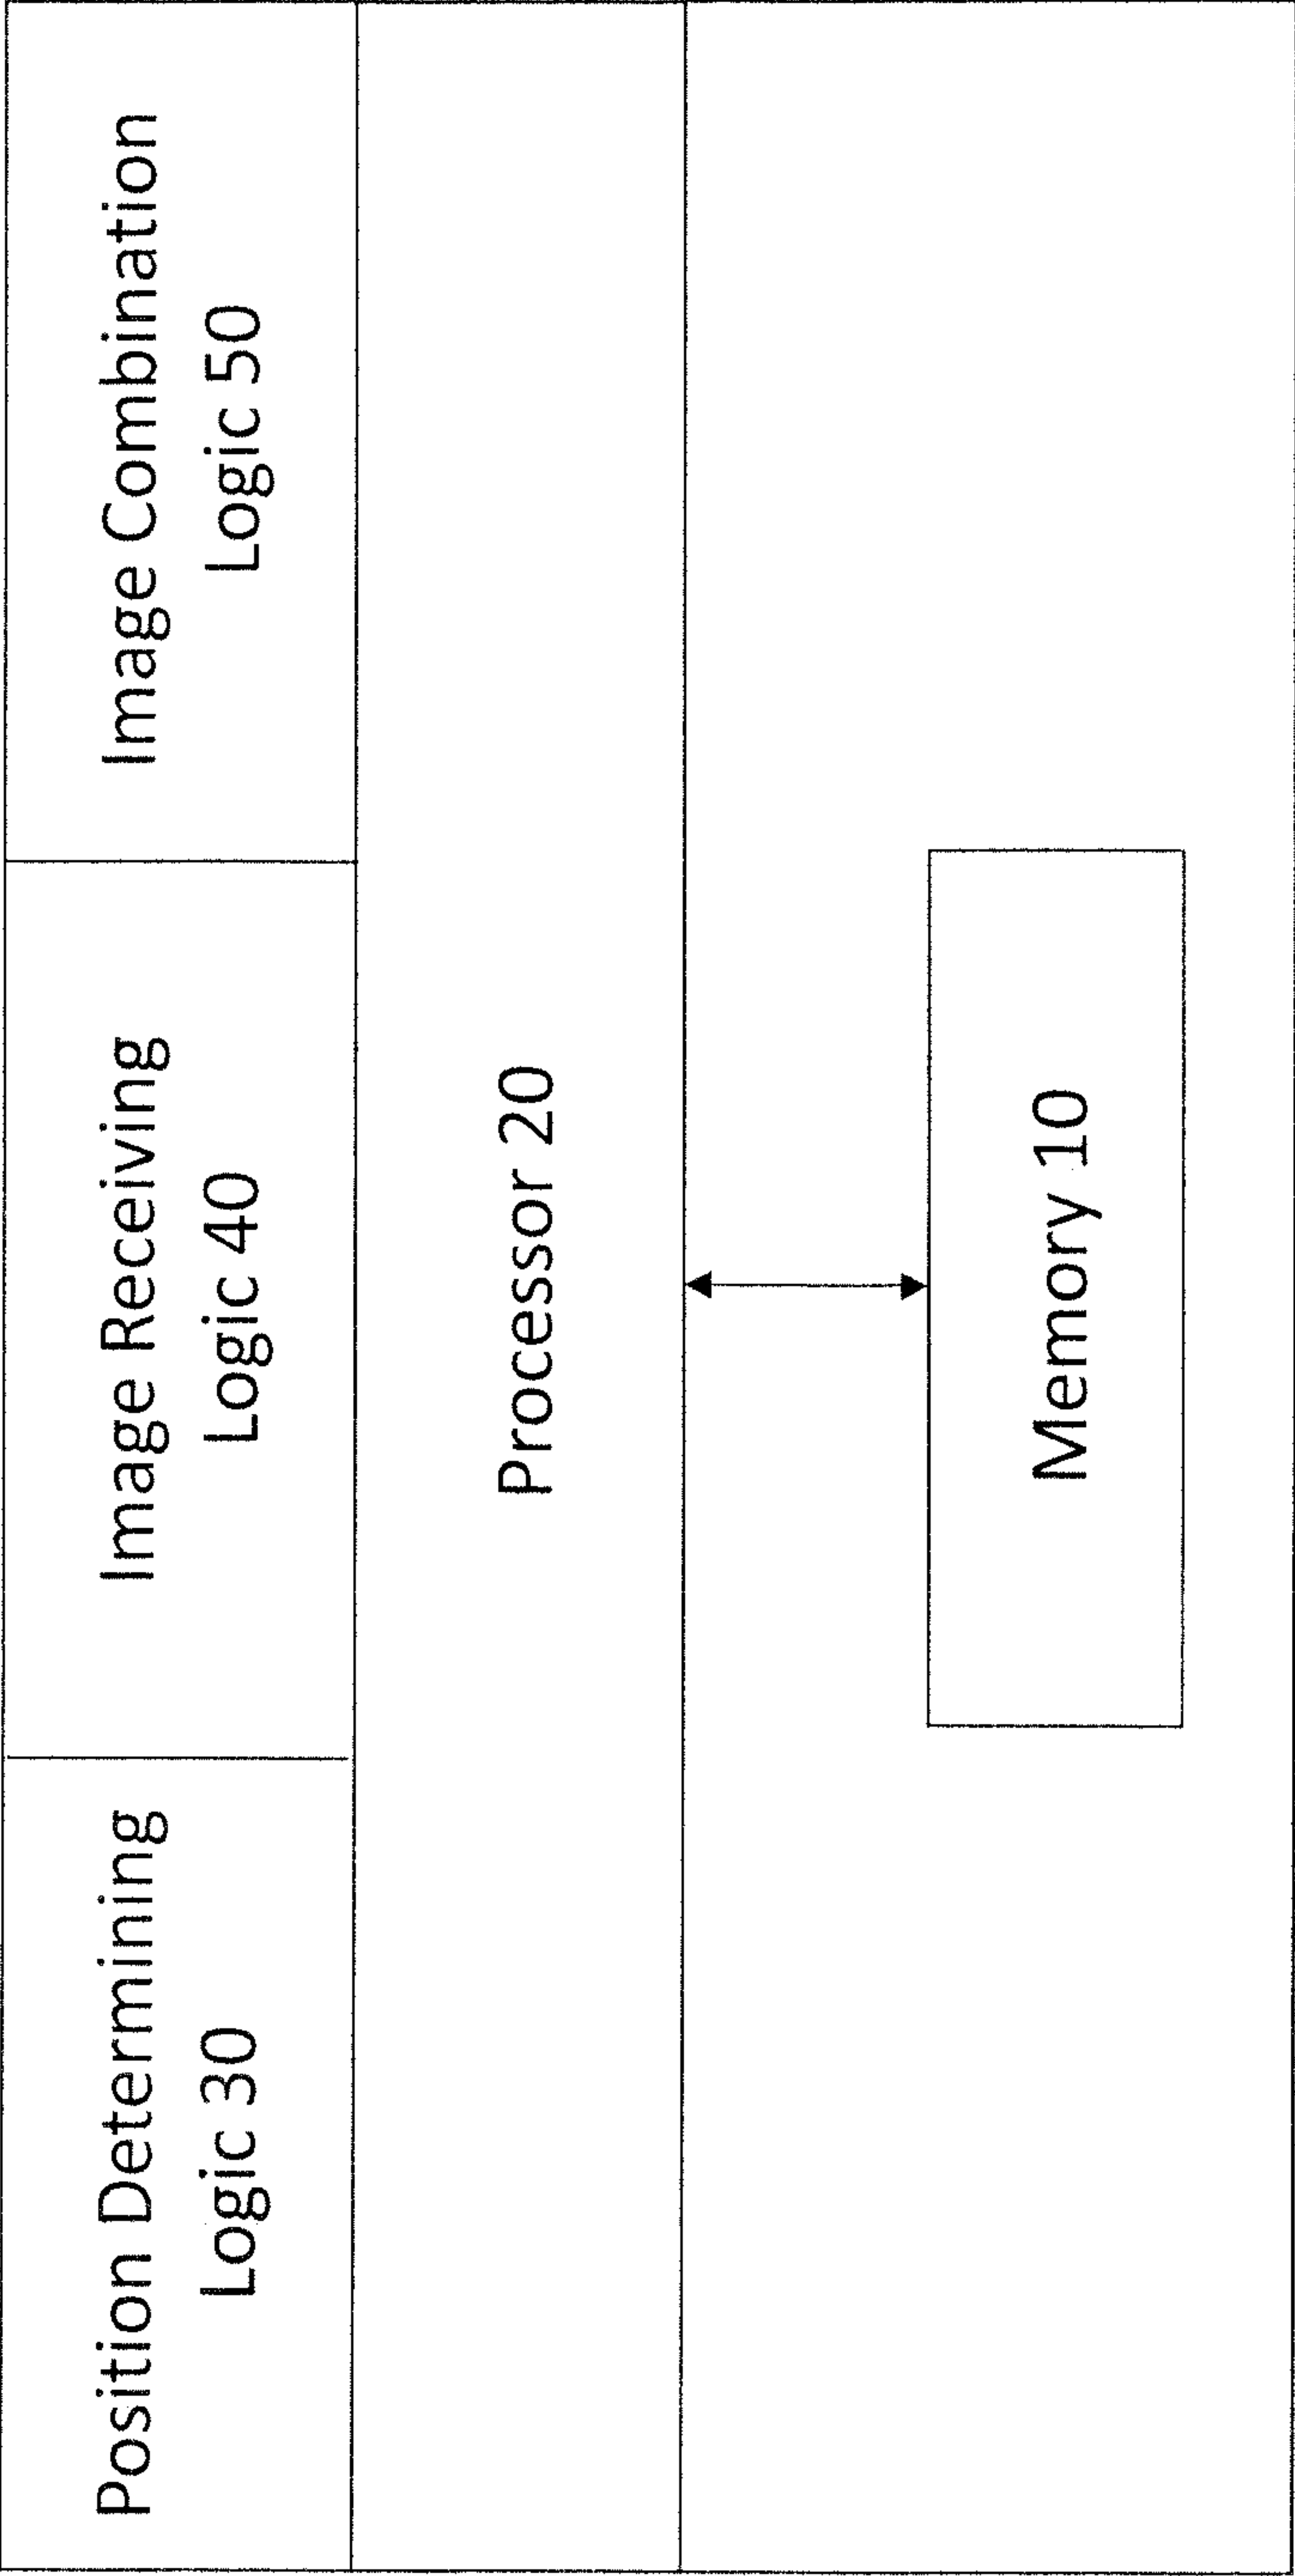 Position Determining
Logic 30
Image Receiving
Logic 40
Image Combination
Logic 50
Processor 20
Memory 10